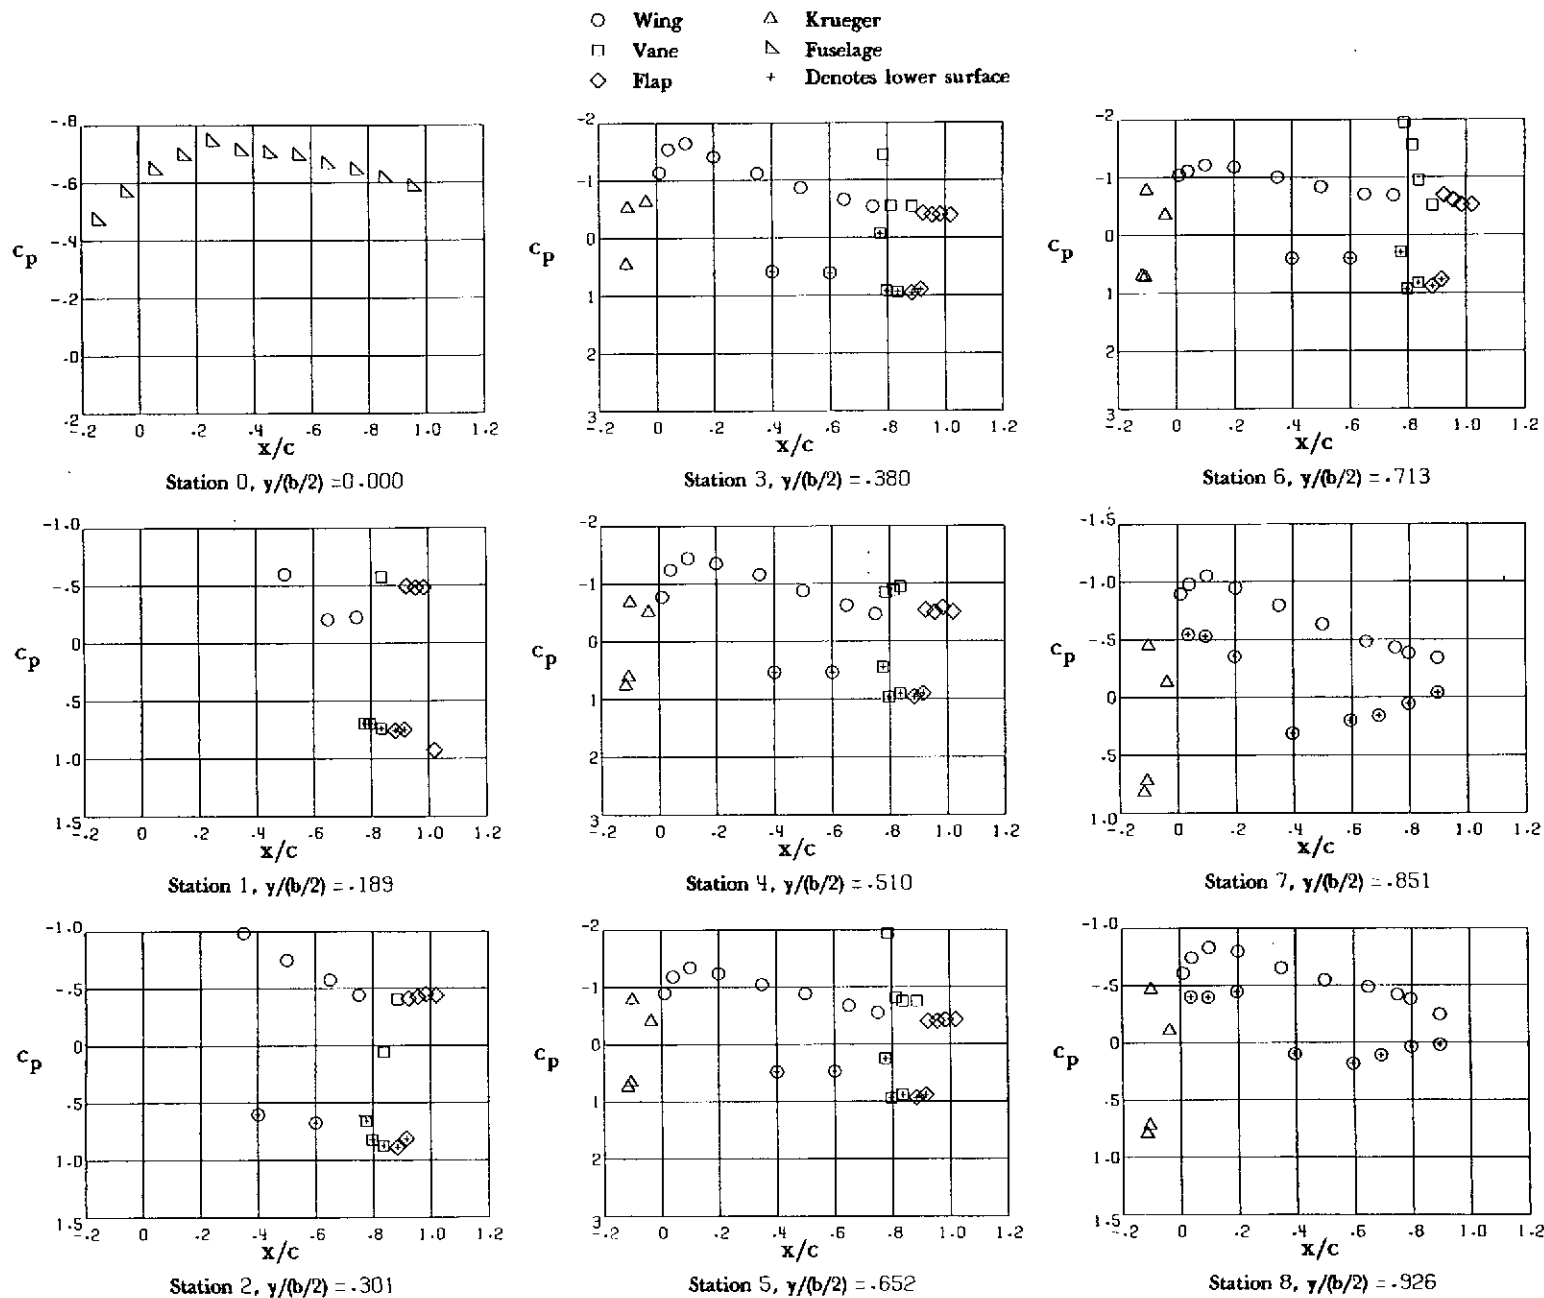 Wing
Krueger
Vane
Fuselage
Flap
Denotes lower surface
-.8
-.6
-.4
-.2
.0
.2
cp
-.2 0 .2 .4 .6 .8 1.0 1.2
x/c
Station 0, y/(b/2) =0.000
-2
-1
0
1
2
3
cp
-.2 0 .2 .4 .6 .8 1.0 1.2
x/c
Station 3, y/(b/2) =.380
-2
-1
0
1
2
3
cp
-.2 0 .2 .4 .6 .8 1.0 1.2
x/c
Station 6, y/(b/2) =.713
-1.0
-.5
0
.5
1.0
1.5
cp
-.2 0 .2 .4 .6 .8 1.0 1.2
x/c
Station 1, y/(b/2) =.189
-2
-1
0
1
2
3
cp
-.2 0 .2 .4 .6 .8 1.0 1.2
x/c
Station 4, y/(b/2) =.510
-1.5
-1.0
-.5
0
.5
1.0
cp
-.2 0 .2 .4 .6 .8 1.0 1.2
x/c
Station 7, y/(b/2) =.851
-1.0
-.5
0
.5
1.0
1.5
cp
-.2 0 .2 .4 .6 .8 1.0 1.2
x/c
Station 2, y/(b/2) =.301
-2
-1
0
1
2
3
cp
-.2 0 .2 .4 .6 .8 1.0 1.2
x/c
Station 5, y/(b/2) =.652
-1.0
-.5
0
.5
1.0
1.5
cp
-.2 0 .2 .4 .6 .8 1.0 1.2
x/c
Station 8, y/(b/2) =.926